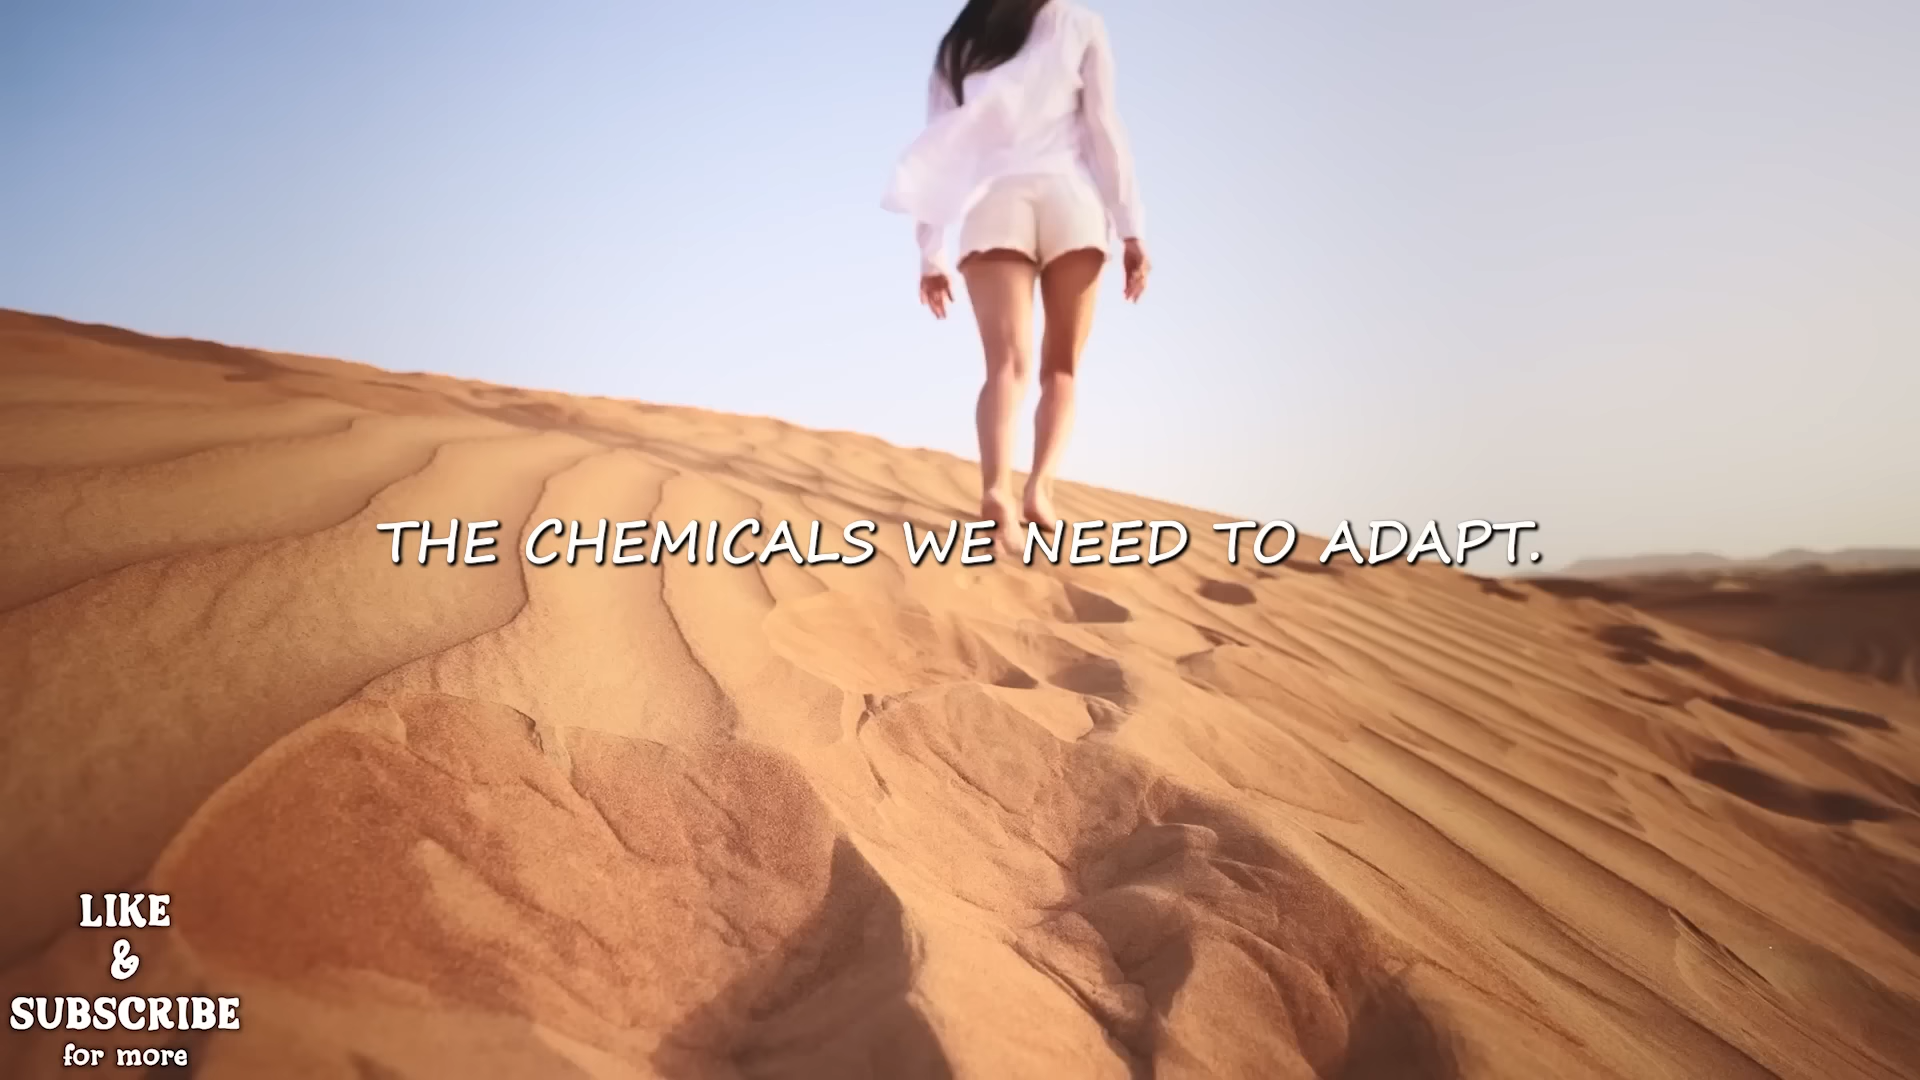 THE CHEMICALS WE NEED TO ADAPT.
LIKE
&
SUBSCRIBE
for more